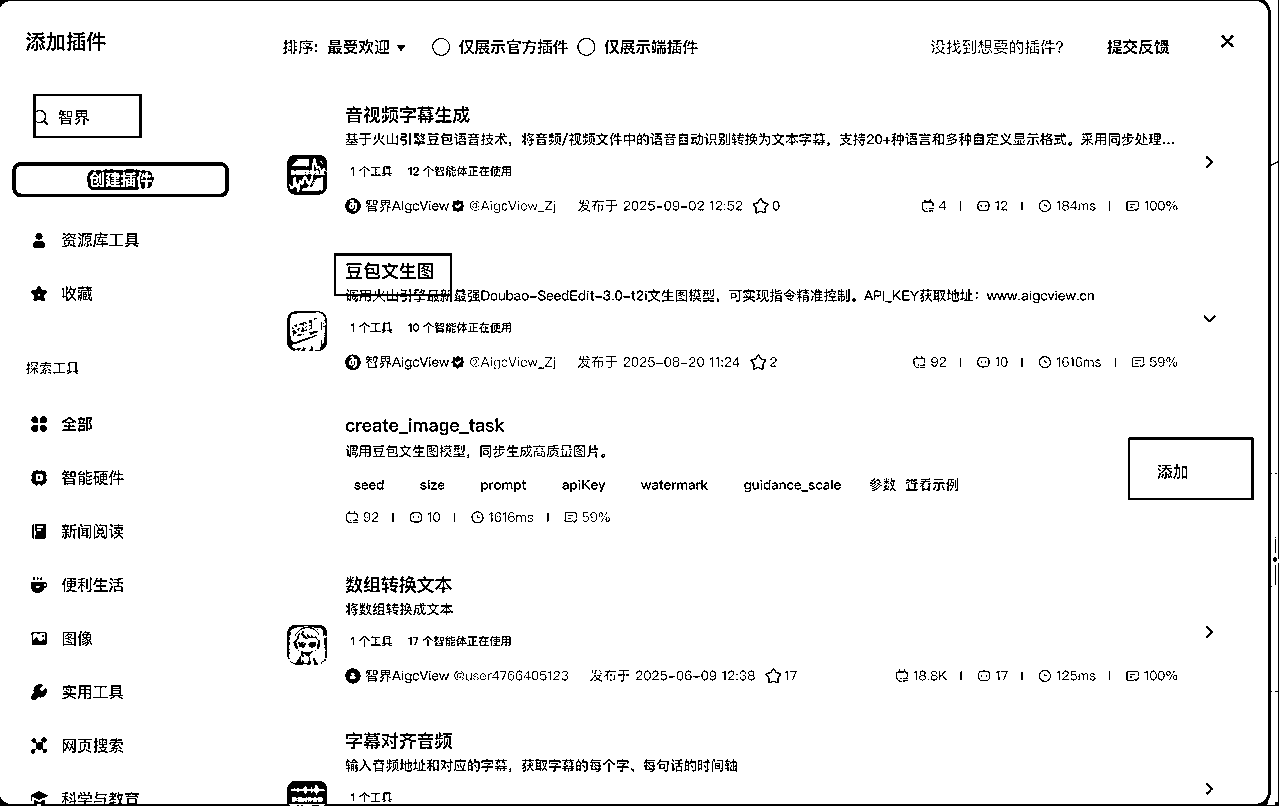 添加插件
排序: 最受欢迎 仅展示官方插件 仅展示端插件 没找到想要的插件? 提交反馈
智界
创建插件
资源库工具
收藏
探索工具
全部
智能硬件
新闻阅读
便利生活
图像
实用工具
网页搜索
科学与教育
音视频字幕生成
基于火山引擎豆包语音技术，将音频/视频文件中的语音自动识别转换为文本字幕，支持20+种语言和多种自定义显示格式。采用同步处理...
1个工具 12个智能体正在使用
智界AigcView @AigcView_Zj 发布于 2025-09-02 12:52 0 4 12 184ms 100%
豆包文生图
调用火山引擎最新最强Doubao-SeedEdit-3.0-t2i文生图模型，可实现指令精准控制。API_KEY获取地址：www.aigcview.cn
1个工具 10个智能体正在使用
智界AigcView @AigcView_Zj 发布于 2025-08-20 11:24 2 92 10 1616ms 59%
create_image_task
调用豆包文生图模型，同步生成高质量图片。
seed size prompt apiKey watermark guidance_scale 参数 查看示例
添加
92 10 1616ms 59%
数组转换文本
将数组转换成文本
1个工具 17个智能体正在使用
智界AigcView @user4766405123 发布于 2025-06-09 12:38 17 18.8K 17 125ms 100%
字幕对齐音频
输入音频地址和对应的字幕，获取字幕的每个字、每句话的时间轴
1个工具